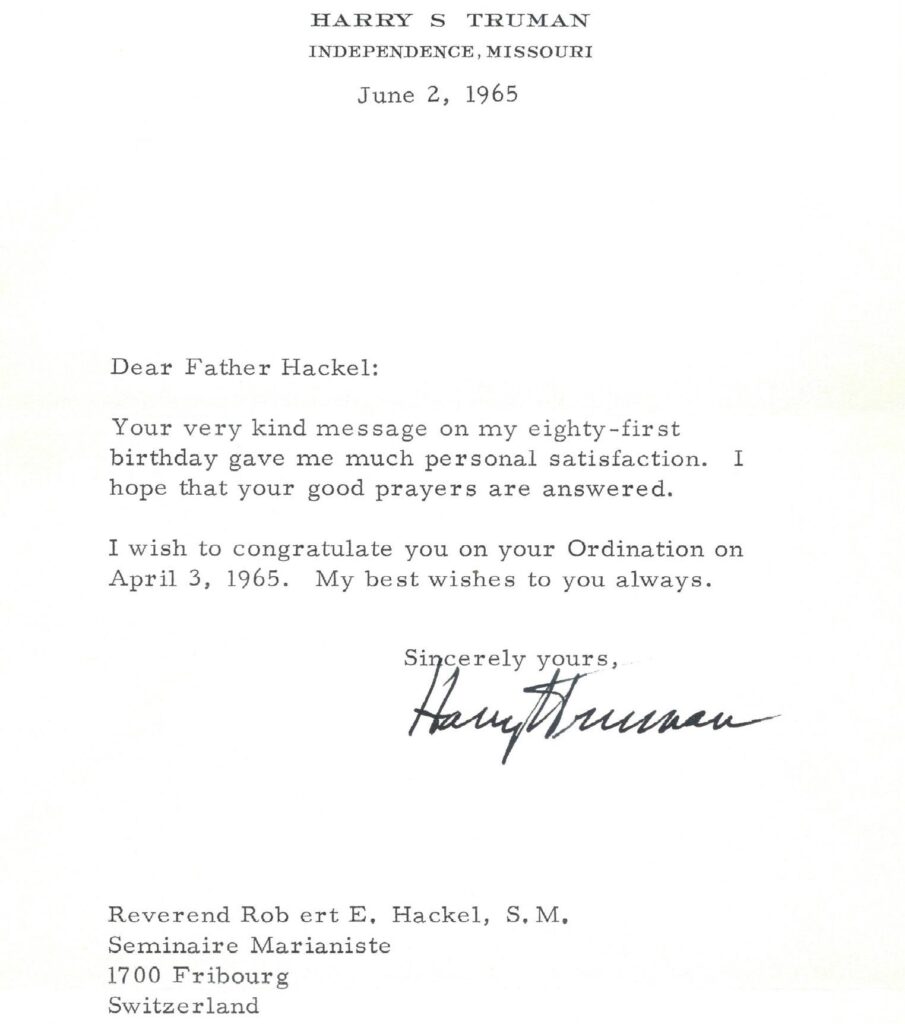 HARRY S TRUMAN
INDEPENDENCE, MISSOURI
June 2, 1965
Dear Father Hackel:
Your very kind message on my eighty-first
birthday gave me much personal satisfaction. I
hope that your good prayers are answered.
I wish to congratulate you on your Ordination on
April 3, 1965. My best wishes to you always.
Sincerely yours,
Harry Truman
Reverend Rob ert E. Hackel, S. M.
Seminaire Marianiste
1700 Fribourg
Switzerland